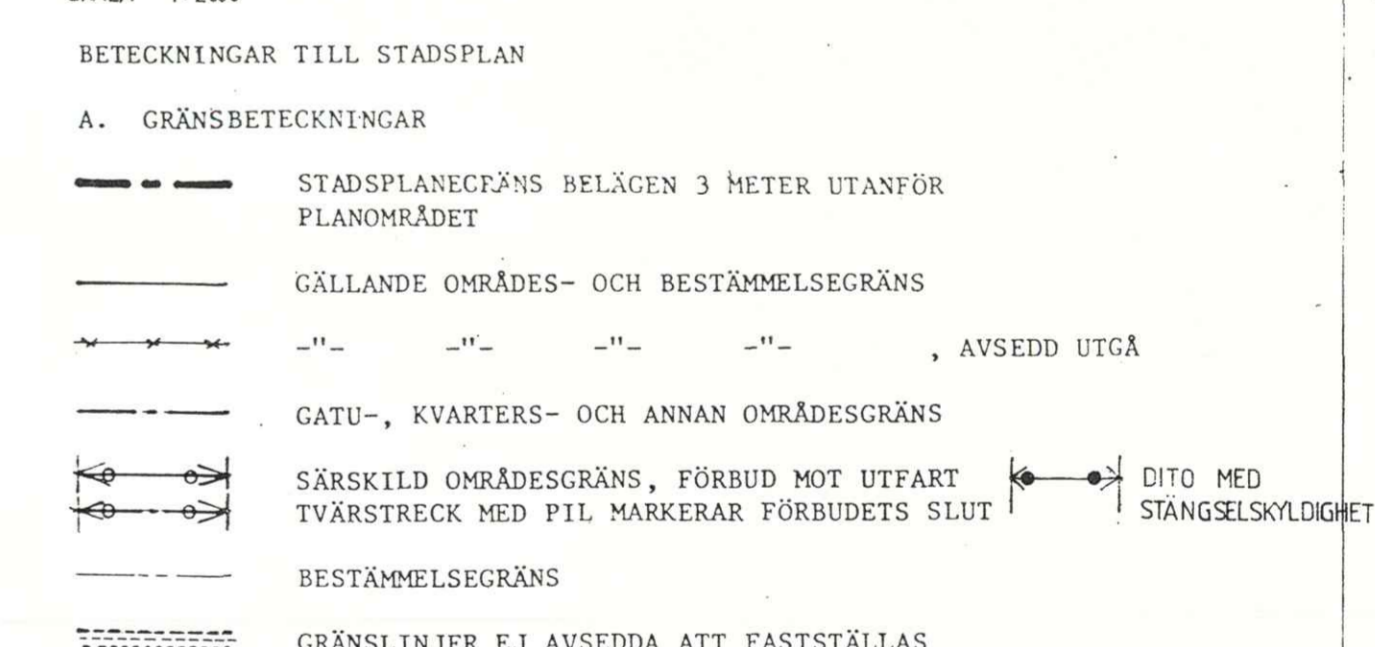 BETECKNINGAR TILL STADSPLAN
A. GRÄNSBETECKNINGAR
STADSPLANEGRÄNS BELÄGEN 3 METER UTANFÖR
PLANOMRÅDET
GÄLLANDE OMRÅDES- OCH BESTÄMMELSEGRÄNS
-"- -"- -"- -"- , AVSEDD UTGÅ
GATU-, KVARTERS- OCH ANNAN OMRÅDESGRÄNS
SÄRSKILD OMRÅDESGRÄNS, FÖRBUD MOT UTFART
TVÄRSTRECK MED PIL MARKERAR FÖRBUDETS SLUT
DITO MED
STÄNGSELSKYLDIGHET
BESTÄMMELSEGRÄNS
GRÄNSLINJER EJ AVSEDDA ATT FASTSTÄLLAS